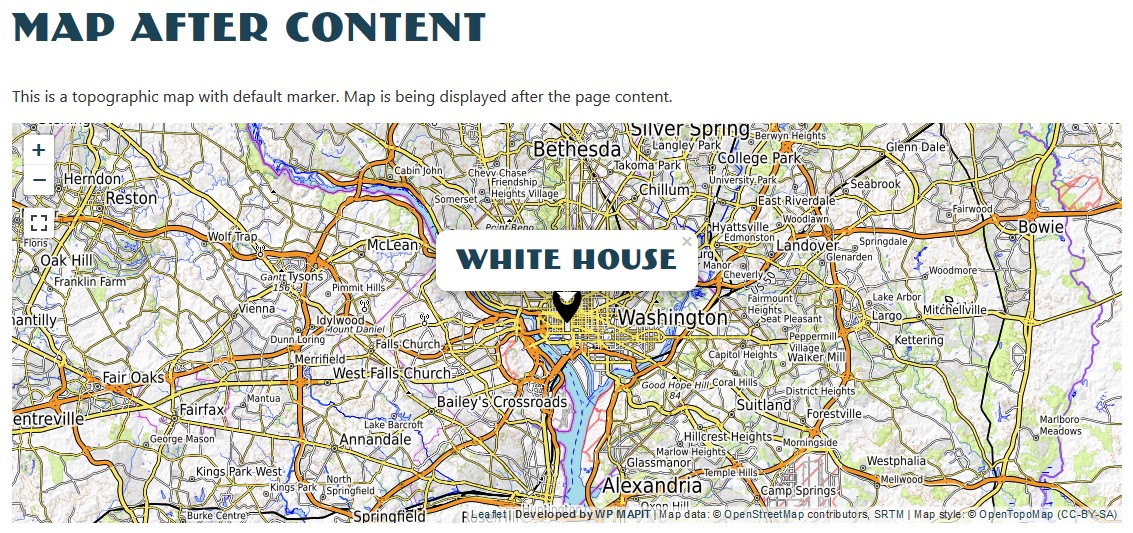 MAP AFTER CONTENT
This is a topographic map with default marker. Map is being displayed after the page content.
+
−
Silver Spring
Berwyn Heights
Bethesda
Langley Park
Glenn Dale
College Park
Takoma Park
Cabin John
Chevy Chase
Herndon
Friendship
Heights Village
University Park
Chillum
Seabrook
Reston
Somerset
East Riverdale
Fairwood
Woodlawn
Point Reno
Hyattsville
Bowie
Floris
Wolf Trap
McLean
Edmonston
Landover
Springdale
×
Oak Hill
WHITE HOUSE
Glenarden
Manor
Cheverly
Woodmore
Gantt
156
Tysons
Franklin Farm
Pimmit Hills
Fairmount
Heights
Lake Arbor
Vienna
Mitchellville
Largo
Idylwood
Washington
Seat Pleasant
Mount Daniel
Dunn Loring
Falls Church
Peppermill
Village
Kettering
Capitol Heights
Walker Mill
Merrifield
West Falls Church
Fair Oaks
Good Hope Hill
84
Coral Hills
District Heights
Mantua
Bailey's Crossroads
Suitland
Fairfax
Forestville
Lake Barcroft
Marlboro
Meadows
George Mason
Annandale
Hillcrest Heights
Morningside
Marlow Heights
Glassmanor
Westphalia
Kings Park West
Temple Hills
North
Springfield
Kings Park
Alexandria
Camp Springs
Mellwood
Oxon Hill
Burke Centre
Springfield
Leaflet | Developed by WP MAPIT | Map data: © OpenStreetMap contributors, SRTM | Map style: © OpenTopoMap (CC-BY-SA)